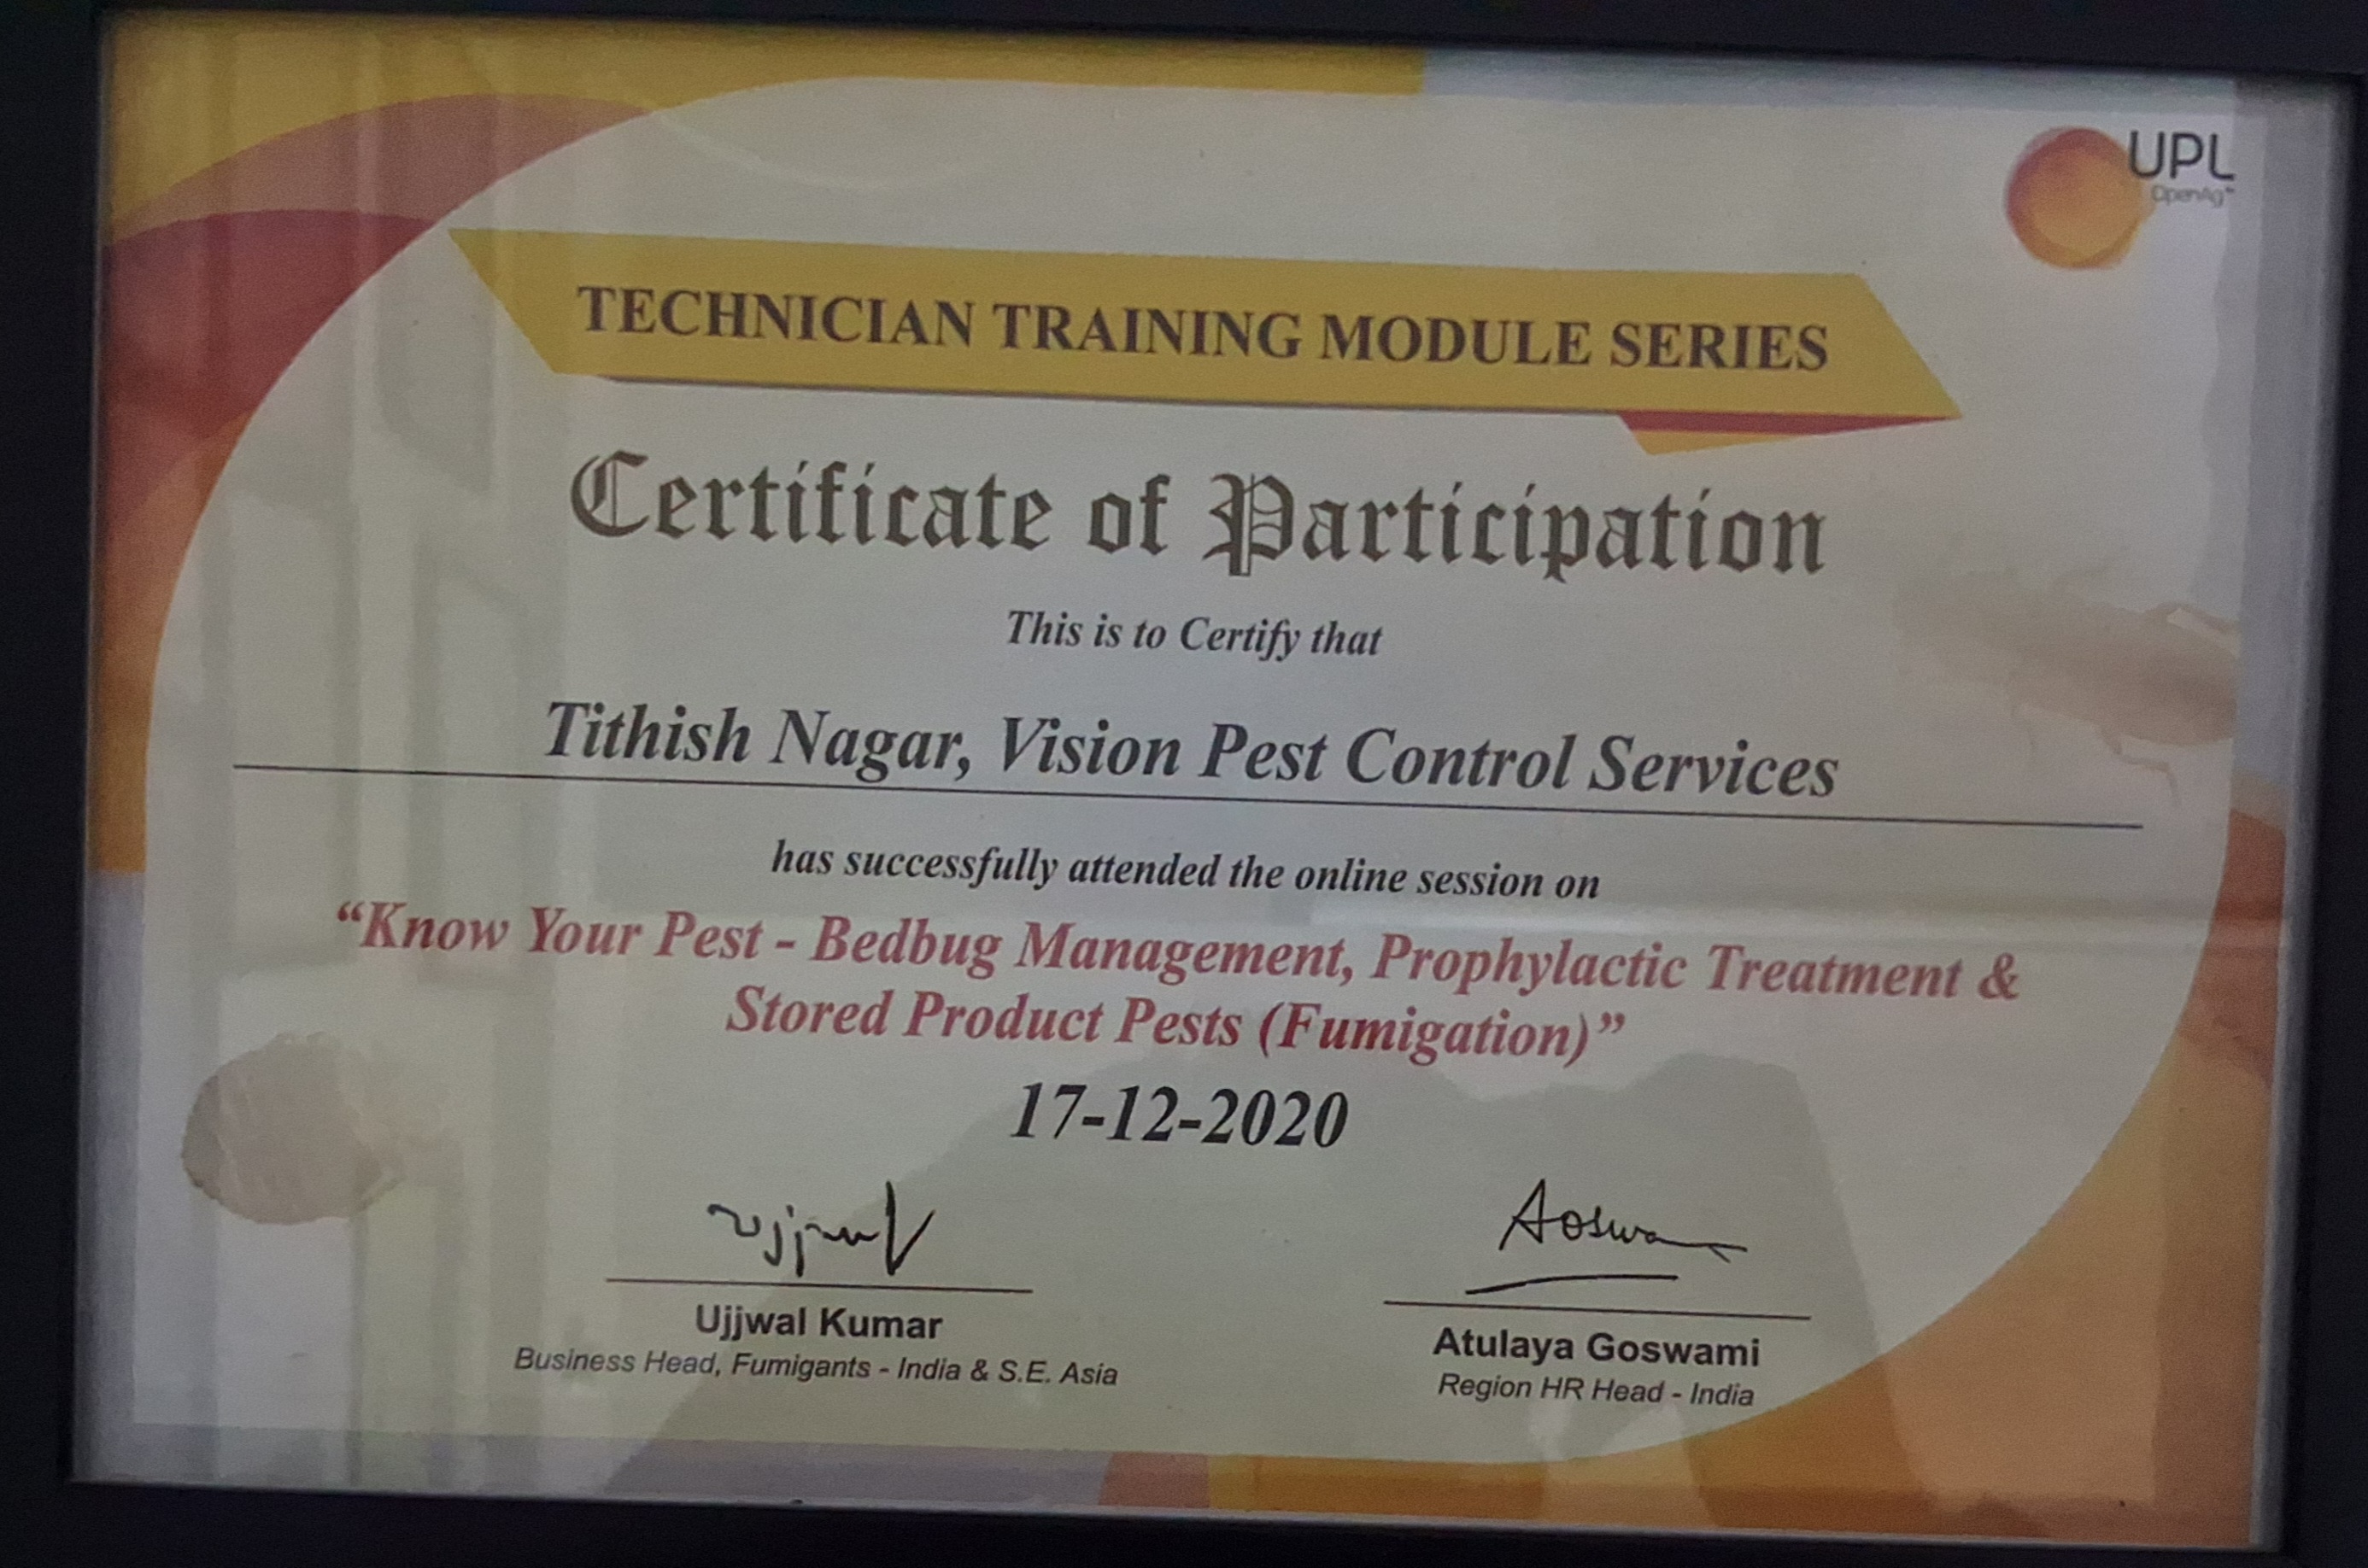 UPL
OpenAg™
TECHNICIAN TRAINING MODULE SERIES
Certificate of Participation
This is to Certify that
Tithish Nagar, Vision Pest Control Services
has successfully attended the online session on
“Know Your Pest - Bedbug Management, Prophylactic Treatment &
Stored Product Pests (Fumigation)”
17-12-2020
Ujjwal Kumar
Business Head, Fumigants - India & S.E. Asia
Atulaya Goswami
Region HR Head - India